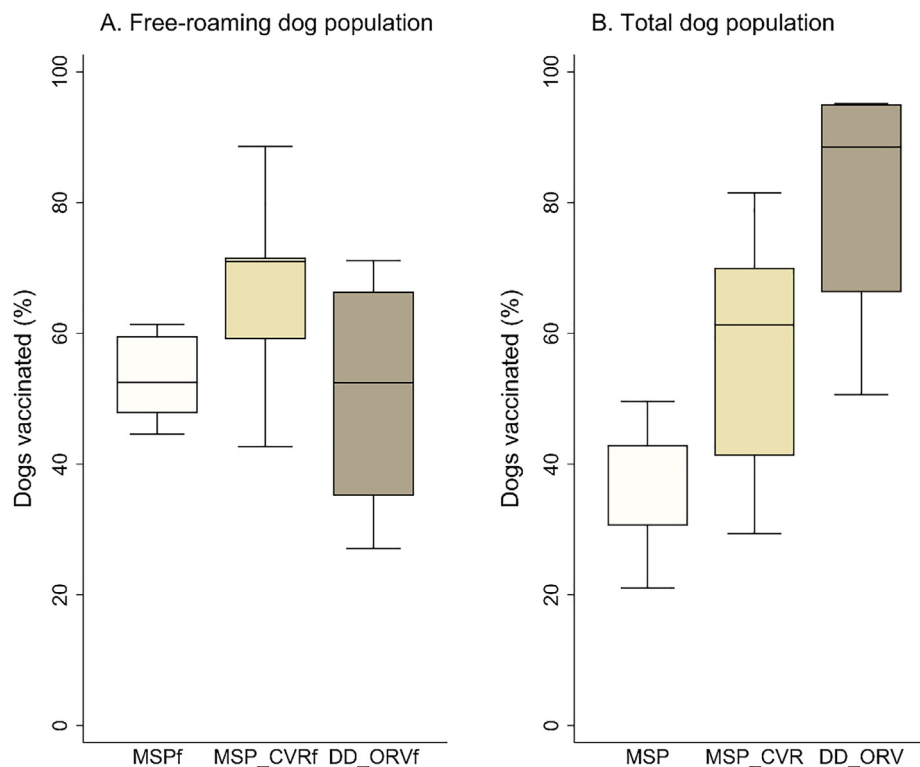 A. Free-roaming dog population
Dogs vaccinated (%)
100
80
60
40
20
0
MSPf MSP_CVRf DD_ORVf
B. Total dog population
Dogs vaccinated (%)
100
80
60
40
20
0
MSP MSP_CVR DD_ORV